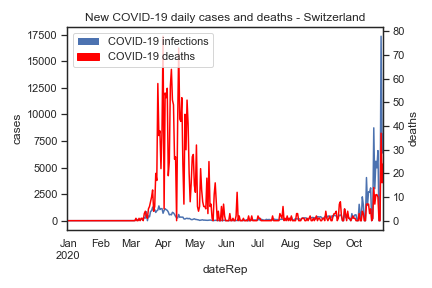 New COVID-19 daily cases and deaths - Switzerland
COVID-19 infections
COVID-19 deaths
17500
15000
12500
10000
7500
5000
2500
0
cases
80
70
60
50
40
30
20
10
0
deaths
Jan Feb Mar Apr May Jun Jul Aug Sep Oct
2020
dateRep